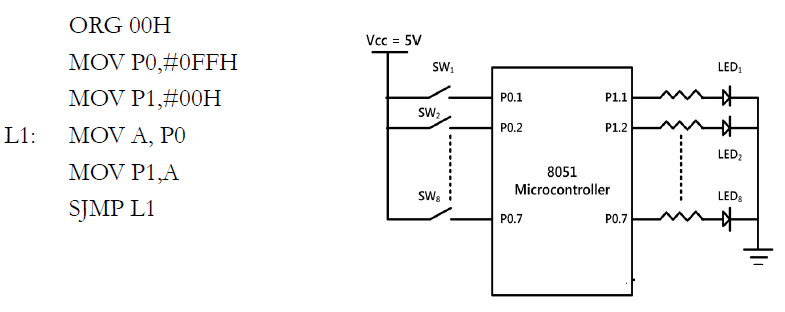 ORG 00H
MOV P0,#0FFH
MOV P1,#00H
L1: MOV A, P0
MOV P1,A
SJMP L1
Vcc = 5V
SW₁
LED₁
P0.1
P1.1
SW₂
P0.2
P1.2
LED₂
8051
Microcontroller
SW₈
LED₈
P0.7
P0.7